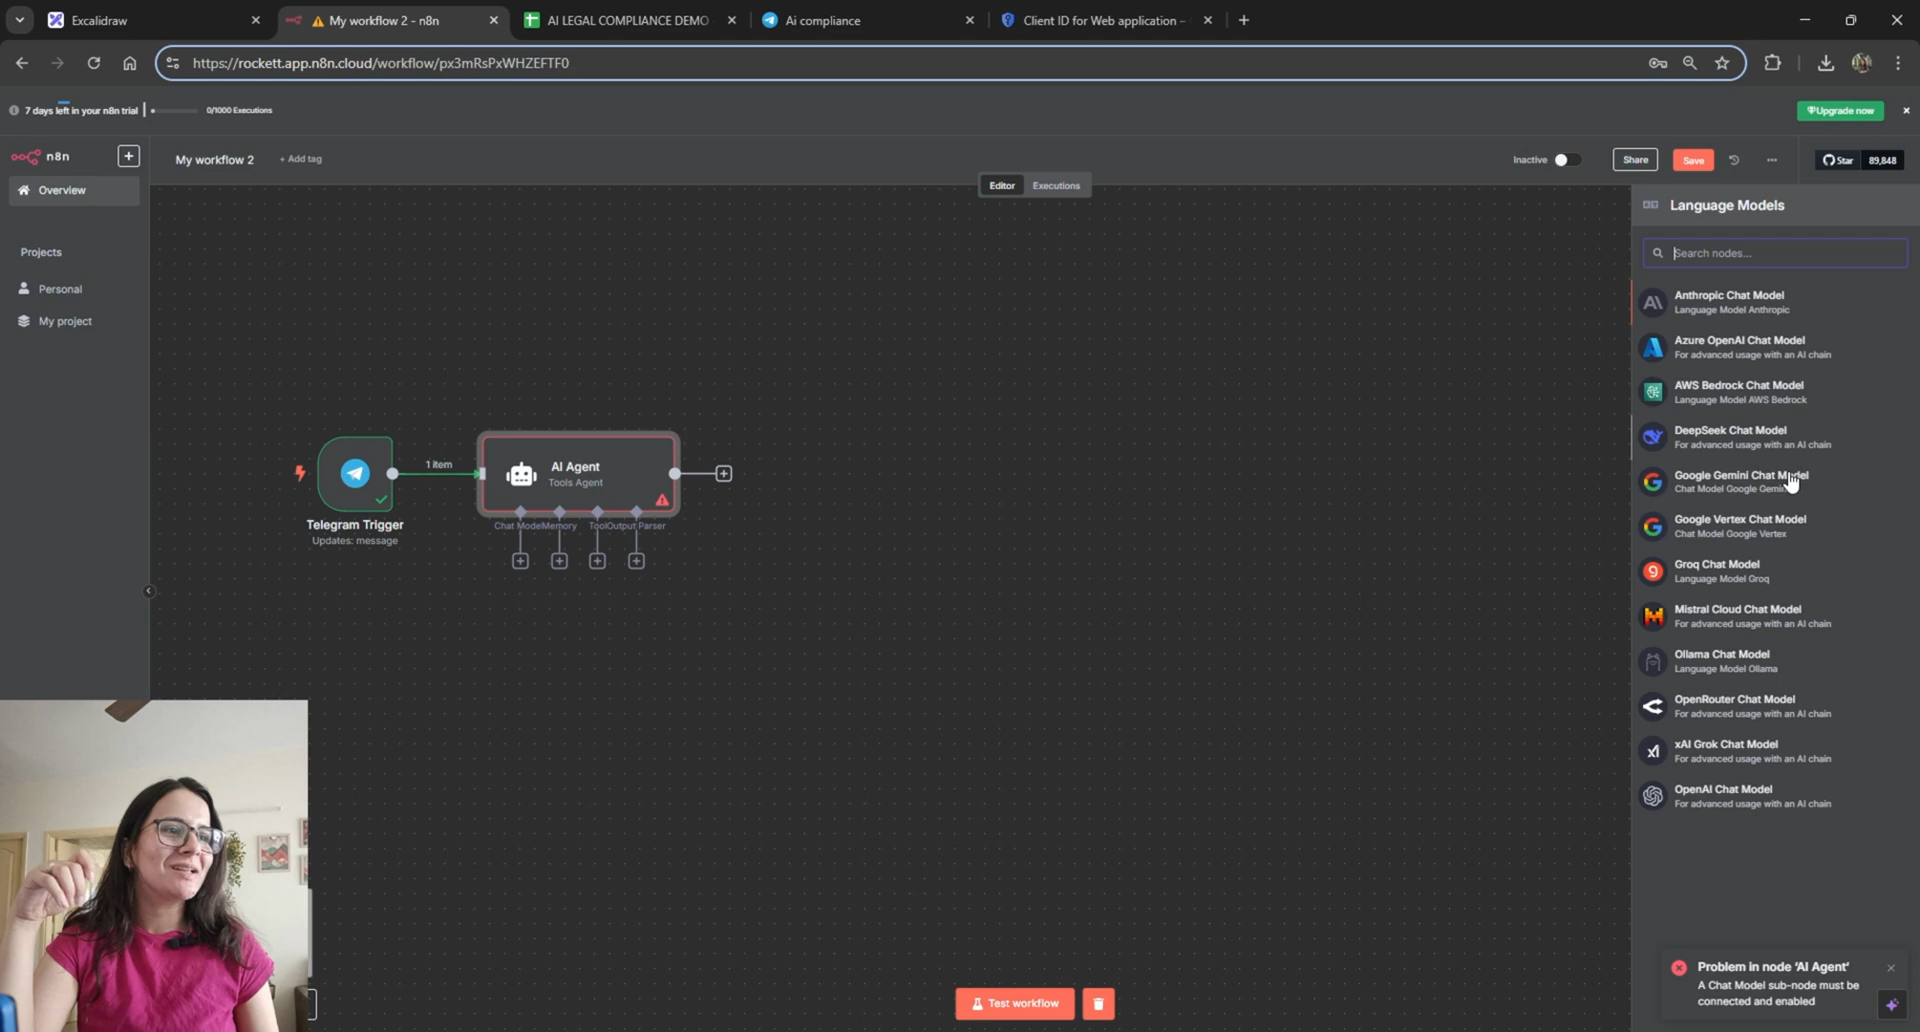 Excalidraw
My workflow 2 - n8n
AI LEGAL COMPLIANCE DEMO
Ai compliance
Client ID for Web application –
https://rockett.app.n8n.cloud/workflow/px3mRsPxWHZEFTF0
7 days left in your n8n trial
0/1000 Executions
Upgrade now
n8n
My workflow 2
+ Add tag
Inactive
Share
Save
Star
89,848
Overview
Editor
Executions
Projects
Personal
My project
Language Models
Search nodes...
Anthropic Chat Model
Language Model Anthropic
Azure OpenAI Chat Model
For advanced usage with an AI chain
AWS Bedrock Chat Model
Language Model AWS Bedrock
DeepSeek Chat Model
For advanced usage with an AI chain
Google Gemini Chat Model
Chat Model Google Gemini
Google Vertex Chat Model
Chat Model Google Vertex
Groq Chat Model
Language Model Groq
Mistral Cloud Chat Model
For advanced usage with an AI chain
Ollama Chat Model
Language Model Ollama
OpenRouter Chat Model
For advanced usage with an AI chain
xAI Grok Chat Model
For advanced usage with an AI chain
OpenAI Chat Model
For advanced usage with an AI chain
1 item
AI Agent
Tools Agent
Telegram Trigger
Updates: message
Chat Model
Memory
Tool
Output Parser
Test workflow
Problem in node ‘AI Agent‘
A Chat Model sub-node must be
connected and enabled